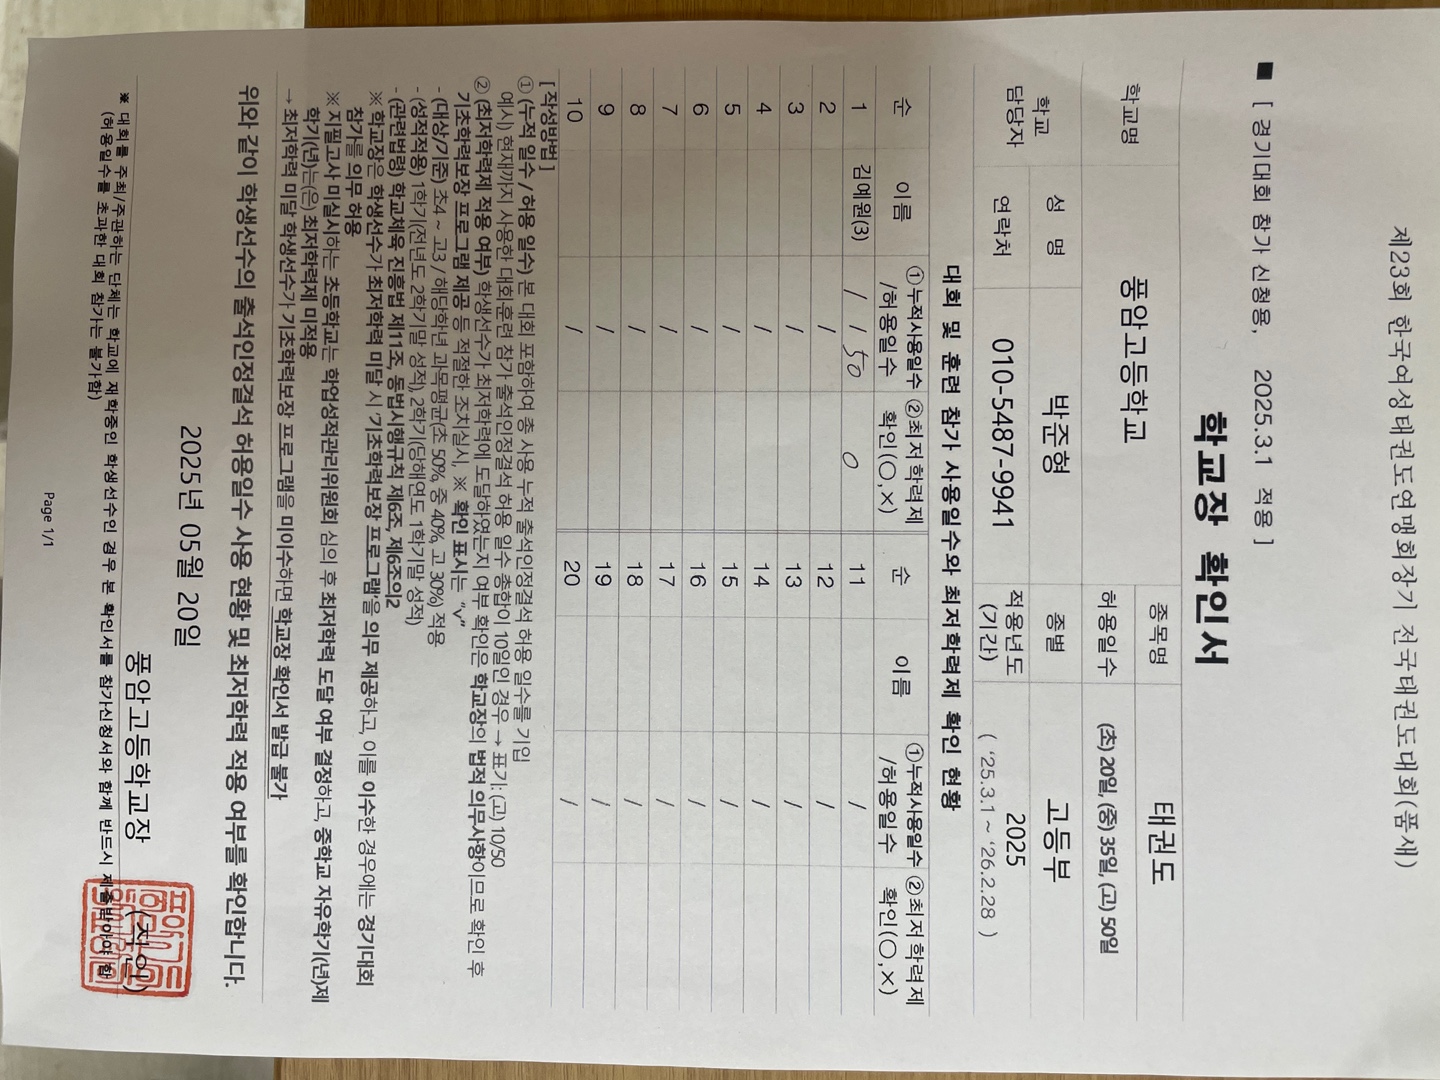 제23회 한국여성태권도연맹회장기 전국태권도대회(품새)
■ [ 경기대회 참가 신청용, 2025.3.1 적용 ]
학교장 확인서
학교명 풍암고등학교 종목명 태권도
허용일수 (초) 20일, (중) 35일, (고) 50일
학교 담당자 성 명 박준형 종별 고등부
연락처 010-5487-9941 적용년도 (기간) 2025 ( '25.3.1 ~ '26.2.28 )
대회 및 훈련 참가 사용일수와 최저학력제 확인 현황
순 이름 ①누적사용일수 /허용일수 ②최저학력제 확인(○,×) 순 이름 ①누적사용일수 /허용일수 ②최저학력제 확인(○,×)
1 김예원(3) / / 50 ○ 11 /
2 / 12 /
3 / 13 /
4 / 14 /
5 / 15 /
6 / 16 /
7 / 17 /
8 / 18 /
9 / 19 /
10 / 20 /
[ 작성방법 ]
① (누적 일수 / 허용 일수) 본 대회 포함하여 총 사용 누적 출석인정결석 허용 일수를 기입
예시) 현재까지 사용한 대회·훈련 참가 출석인정결석 허용 일수 총합이 10일인 경우 → 표기: (고) 10/50
② (최저학력제 적용 여부) 학생선수가 최저학력에 도달하였는지 여부 확인은 학교장의 법적 의무사항이므로 확인 후
기초학력보장 프로그램 제공 등 적절한 조치실시, ※ 확인 표시는 “√”
- (대상/기준) 초4 ~ 고3 / 해당학년 과목평균(초 50%, 중 40%, 고 30%) 적용
- (성적적용) 1학기(전년도 2학기말 성적), 2학기(당해연도 1학기말 성적)
- (관련법령) 학교체육 진흥법 제11조, 동법시행규칙 제6조, 제6조의2
※ 학교장은 학생선수가 최저학력 미달 시 '기초학력보장 프로그램'을 의무 제공하고, 이를 이수한 경우에는 경기대회
참가를 의무 허용
※ 지필고사 미실시하는 초등학교는 학업성적관리위원회 심의 후 최저학력 도달 여부 결정하고, 중학교 자유학기(년)제
학기(년)는(은) 최저학력제 미적용
→ 최저학력 미달 학생선수가 기초학력보장 프로그램을 미이수하면 학교장 확인서 발급 불가
위와 같이 학생선수의 출석인정결석 허용일수 사용 현황 및 최저학력 적용 여부를 확인합니다.
2025년 05월 20일
풍암고등학교장 (직인)
※ 대회를 주최/주관하는 단체는 학교에 재학중인 학생선수인 경우 본 확인서를 참가신청서와 함께 반드시 제출받아야 함
(허용일수를 초과한 대회 참가는 불가함)
Page 1/1